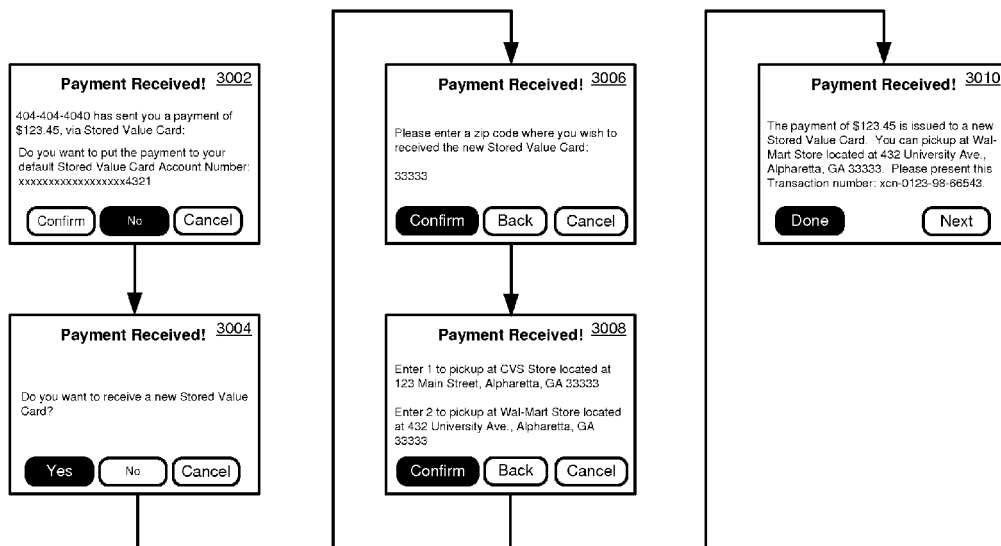 Payment Received! 3002
404-404-4040 has sent you a payment of
$123.45, via Stored Value Card:
Do you want to put the payment to your
default Stored Value Card Account Number:
xxxxxxxxxxxxxxxxxx4321
Confirm No Cancel
Payment Received! 3004
Do you want to receive a new Stored Value
Card?
Yes No Cancel
Payment Received! 3006
Please enter a zip code where you wish to
received the new Stored Value Card:
33333
Confirm Back Cancel
Payment Received! 3008
Enter 1 to pickup at CVS Store located at
123 Main Street, Alpharetta, GA 33333
Enter 2 to pickup at Wal-Mart Store located
at 432 University Ave., Alpharetta, GA
33333
Confirm Back Cancel
Payment Received! 3010
The payment of $123.45 is issued to a new
Stored Value Card. You can pickup at Wal-
Mart Store located at 432 University Ave.,
Alpharetta, GA 33333. Please present this
Transaction number: xcn-0123-98-66543.
Done Next